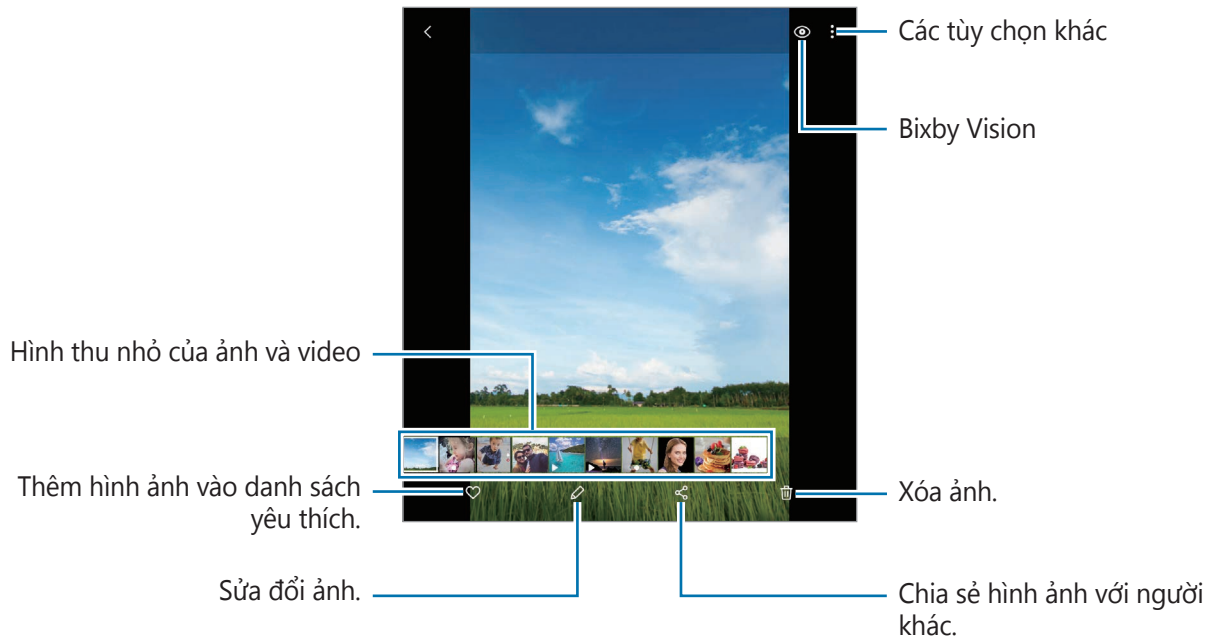 Các tùy chọn khác
Bixby Vision
Hình thu nhỏ của ảnh và video
Thêm hình ảnh vào danh sách
yêu thích.
Xóa ảnh.
Sửa đổi ảnh.
Chia sẻ hình ảnh với người
khác.